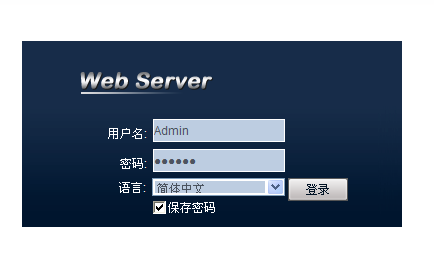 Web Server
用户名: Admin
密码: ●●●●●●
语言: 简体中文 登录
保存密码